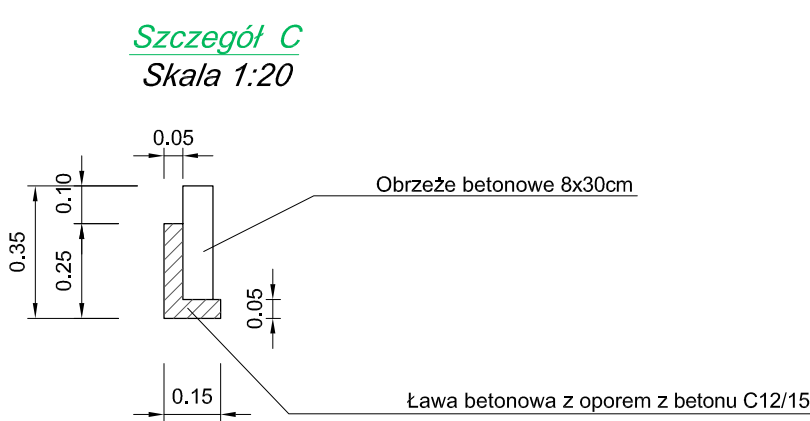 Szczegół C
Skala 1:20
0.05
Obrzeże betonowe 8x30cm
0.10
0.35
0.25
0.05
0.15
Ława betonowa z oporem z betonu C12/15